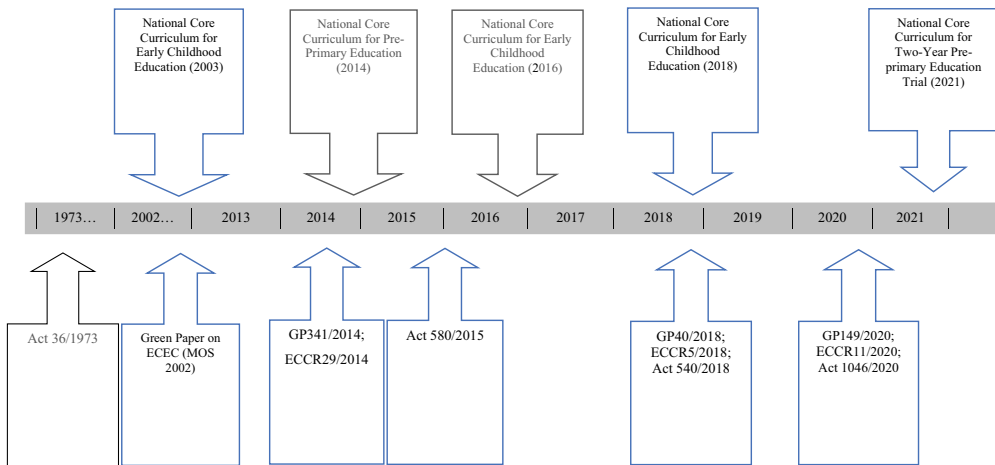 National Core
Curriculum for
Early Childhood
Education (2003)
National Core
Curriculum for Pre-
Primary Education
(2014)
National Core
Curriculum for Early
Childhood
Education (2016)
National Core
Curriculum for Early
Childhood
Education (2018)
National Core
Curriculum for
Two-Year Pre-
primary Education
Trial (2021)
1973… 2002… 2013 2014 2015 2016 2017 2018 2019 2020 2021
Act 36/1973
Green Paper on
ECEC (MOS
2002)
GP341/2014;
ECCR29/2014
Act 580/2015
GP40/2018;
ECCR5/2018;
Act 540/2018
GP149/2020;
ECCR11/2020;
Act 1046/2020